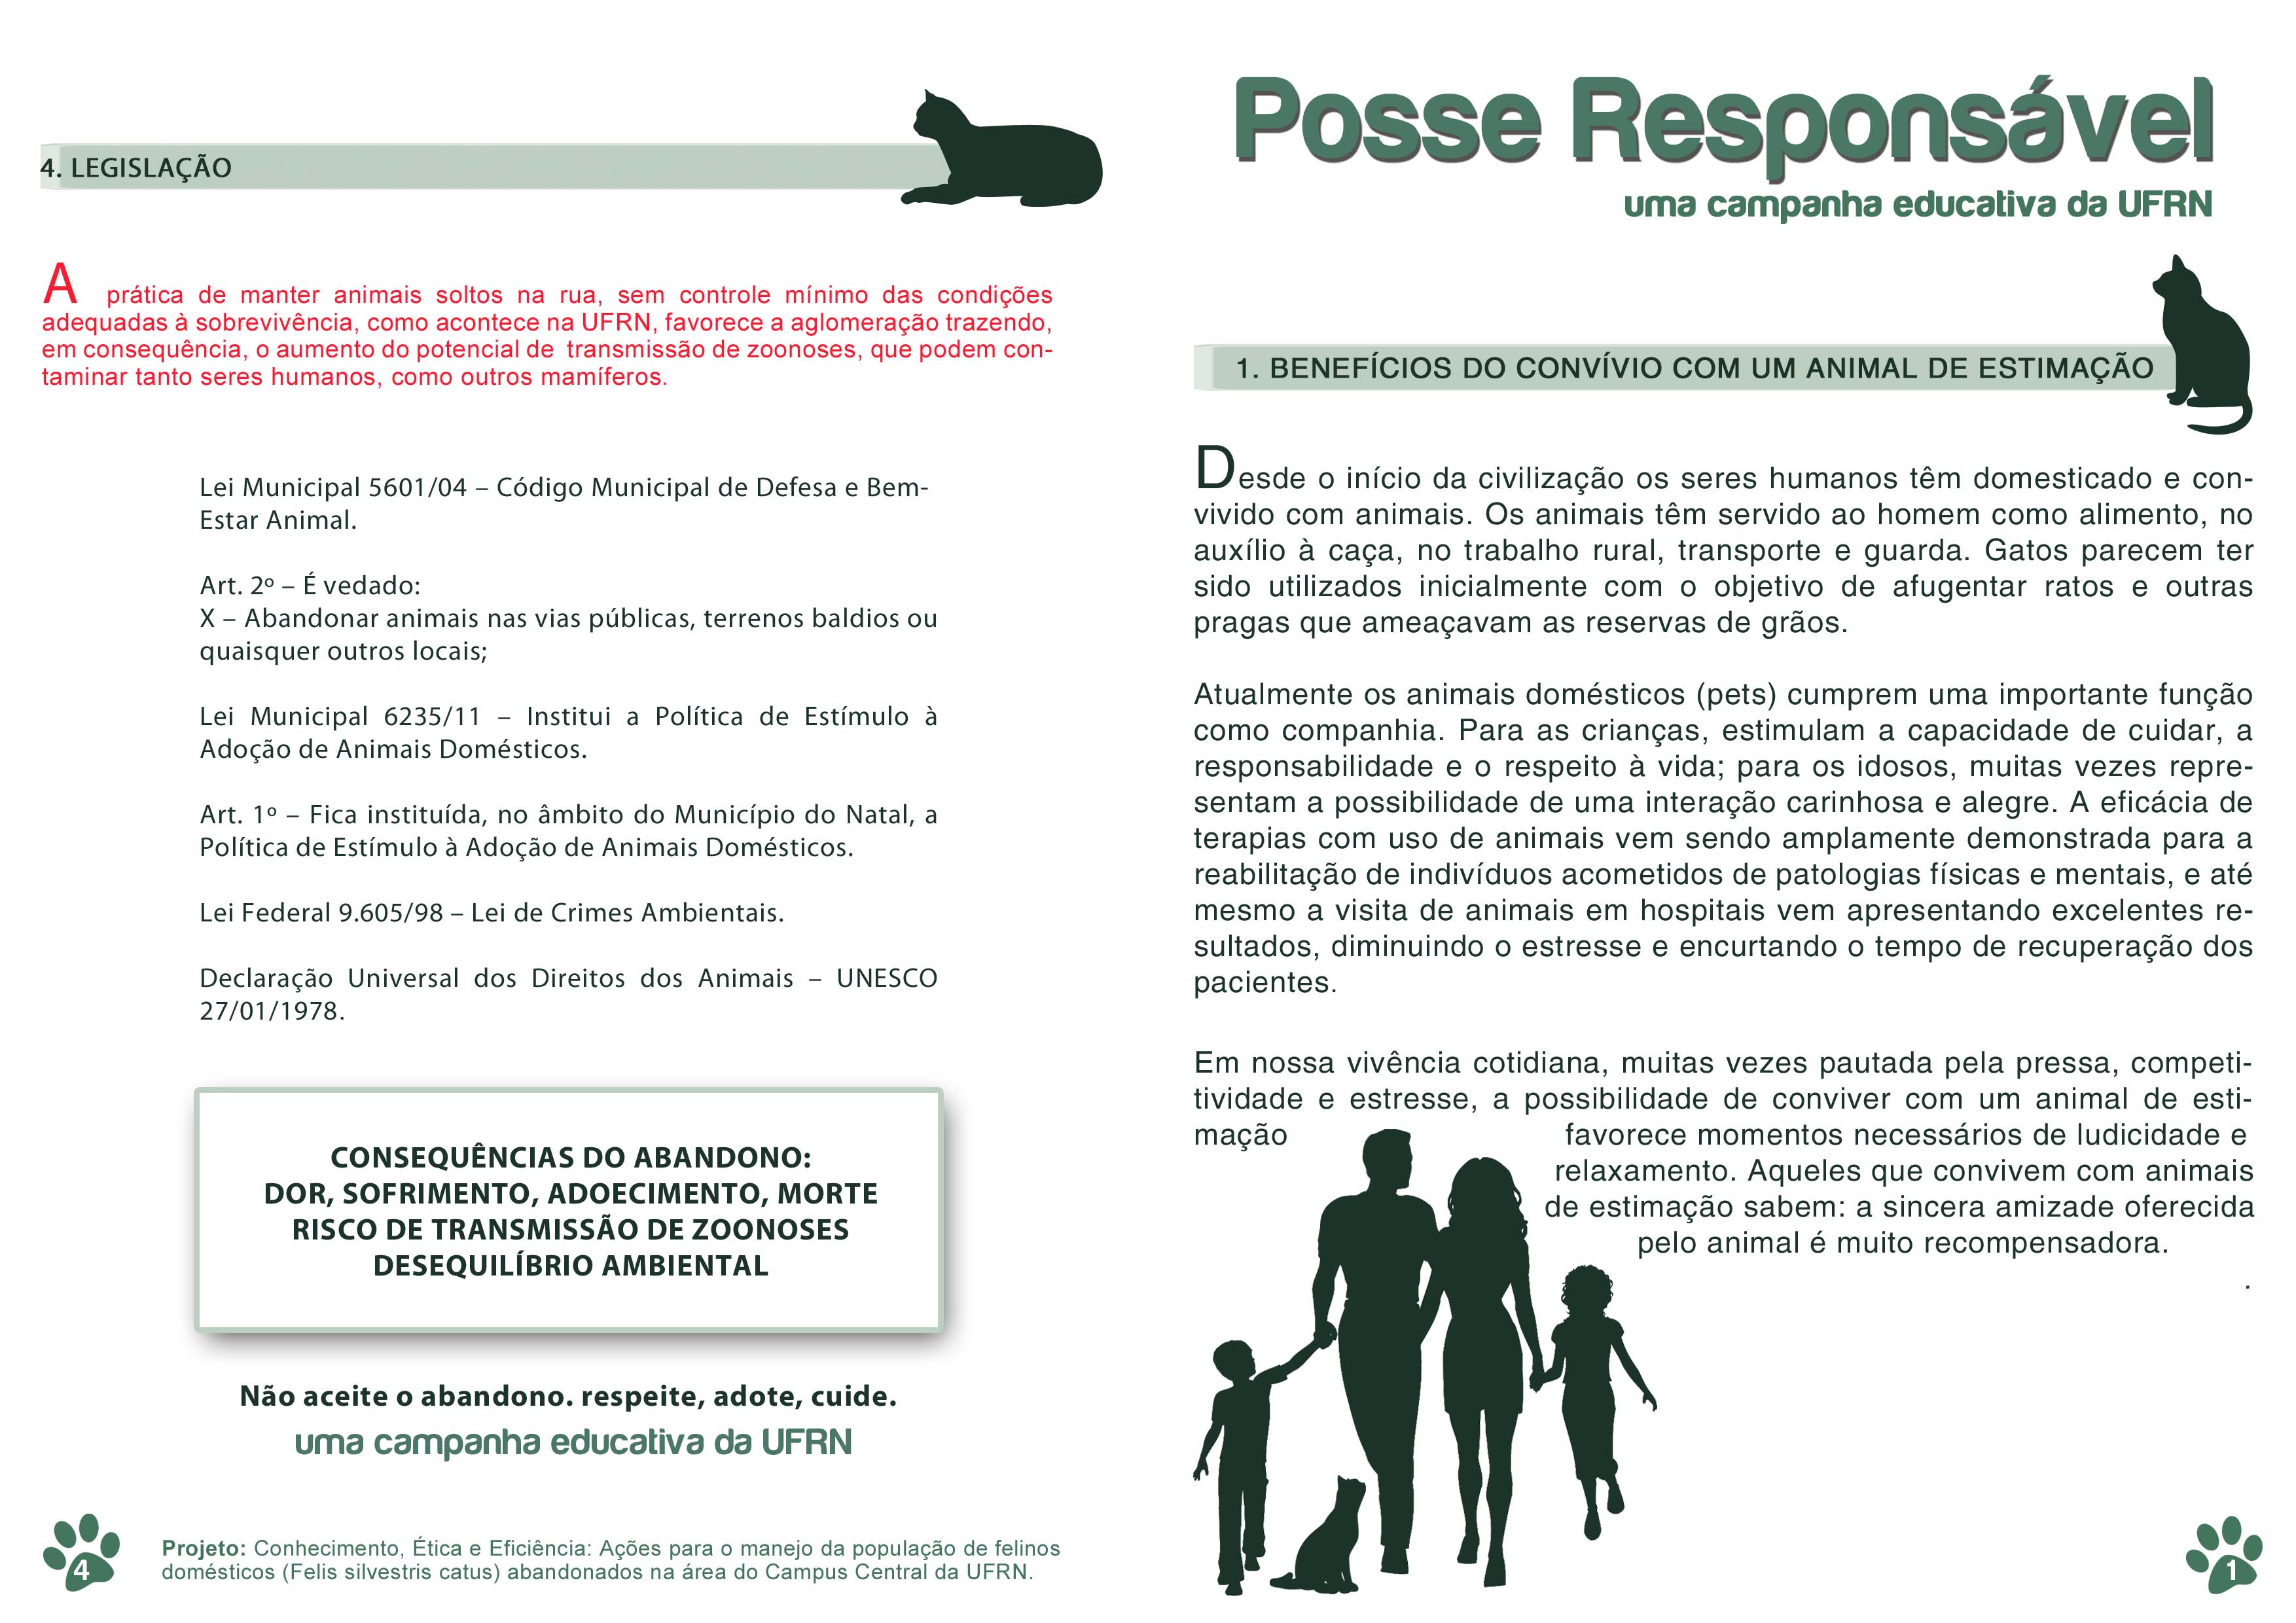 4. LEGISLAÇÃO
A prática de manter animais soltos na rua, sem controle mínimo das condições
adequadas à sobrevivência, como acontece na UFRN, favorece a aglomeração trazendo,
em consequência, o aumento do potencial de transmissão de zoonoses, que podem con-
taminar tanto seres humanos, como outros mamíferos.
Lei Municipal 5601/04 – Código Municipal de Defesa e Bem-
Estar Animal.
Art. 2º – É vedado:
X – Abandonar animais nas vias públicas, terrenos baldios ou
quaisquer outros locais;
Lei Municipal 6235/11 – Institui a Política de Estímulo à
Adoção de Animais Domésticos.
Art. 1º – Fica instituída, no âmbito do Município do Natal, a
Política de Estímulo à Adoção de Animais Domésticos.
Lei Federal 9.605/98 – Lei de Crimes Ambientais.
Declaração Universal dos Direitos dos Animais – UNESCO
27/01/1978.
CONSEQUÊNCIAS DO ABANDONO:
DOR, SOFRIMENTO, ADOECIMENTO, MORTE
RISCO DE TRANSMISSÃO DE ZOONOSES
DESEQUILÍBRIO AMBIENTAL
Não aceite o abandono. respeite, adote, cuide.
uma campanha educativa da UFRN
4
Projeto: Conhecimento, Ética e Eficiência: Ações para o manejo da população de felinos
domésticos (Felis silvestris catus) abandonados na área do Campus Central da UFRN.
Posse Responsável
uma campanha educativa da UFRN
1. BENEFÍCIOS DO CONVÍVIO COM UM ANIMAL DE ESTIMAÇÃO
Desde o início da civilização os seres humanos têm domesticado e con-
vivido com animais. Os animais têm servido ao homem como alimento, no
auxílio à caça, no trabalho rural, transporte e guarda. Gatos parecem ter
sido utilizados inicialmente com o objetivo de afugentar ratos e outras
pragas que ameaçavam as reservas de grãos.
Atualmente os animais domésticos (pets) cumprem uma importante função
como companhia. Para as crianças, estimulam a capacidade de cuidar, a
responsabilidade e o respeito à vida; para os idosos, muitas vezes repre-
sentam a possibilidade de uma interação carinhosa e alegre. A eficácia de
terapias com uso de animais vem sendo amplamente demonstrada para a
reabilitação de indivíduos acometidos de patologias físicas e mentais, e até
mesmo a visita de animais em hospitais vem apresentando excelentes re-
sultados, diminuindo o estresse e encurtando o tempo de recuperação dos
pacientes.
Em nossa vivência cotidiana, muitas vezes pautada pela pressa, competi-
tividade e estresse, a possibilidade de conviver com um animal de esti-
mação favorece momentos necessários de ludicidade e
relaxamento. Aqueles que convivem com animais
de estimação sabem: a sincera amizade oferecida
pelo animal é muito recompensadora.
.
1